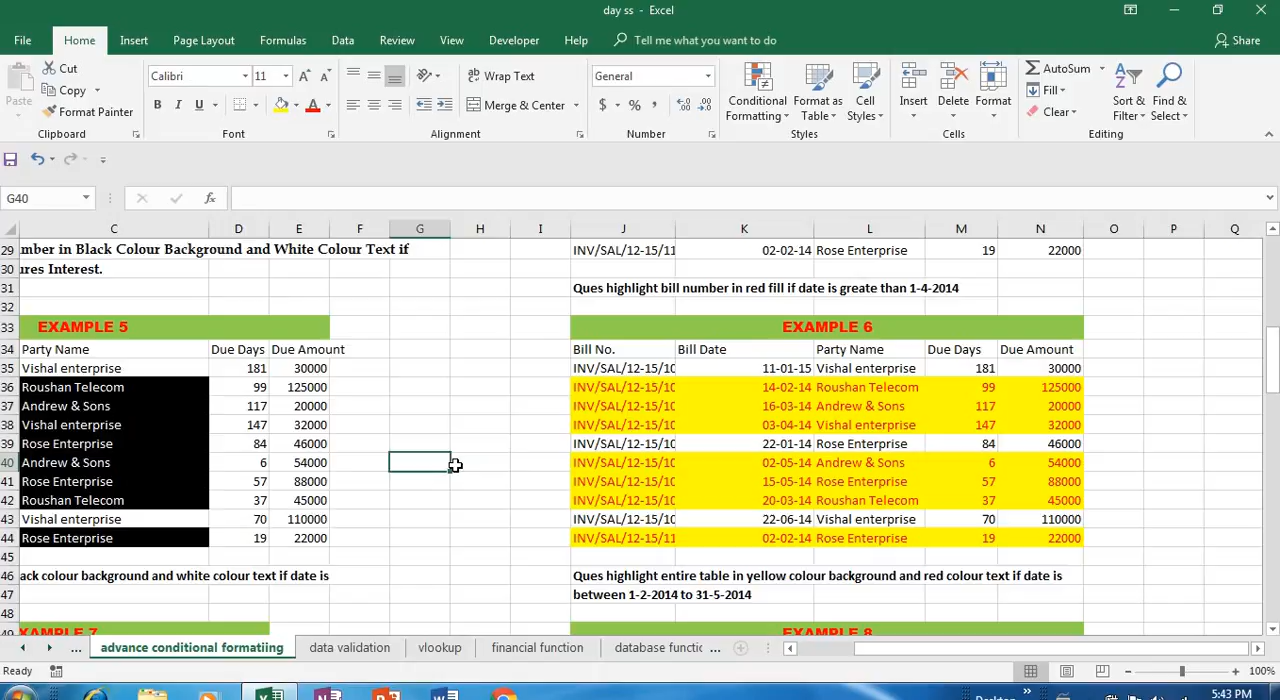 day ss - Excel
File Home Insert Page Layout Formulas Data Review View Developer Help Tell me what you want to do Share
Paste
Cut
Copy
Format Painter
Clipboard
Calibri 11 A A
B I U A
Font
Wrap Text
Merge & Center
Alignment
General
$ % ,
Number
Conditional Formatting
Format as Table
Cell Styles
Styles
Insert Delete Format
Cells
AutoSum
Fill
Clear
Sort & Filter
Find & Select
Editing
G40 fx
C D E F G H I J K L M N O P Q
29 mber in Black Colour Background and White Colour Text if INV/SAL/12-15/11 02-02-14 Rose Enterprise 19 22000
30 ures Interest.
31 Ques highlight bill number in red fill if date is greate than 1-4-2014
32
33 EXAMPLE 5 EXAMPLE 6
34 Party Name Due Days Due Amount Bill No. Bill Date Party Name Due Days Due Amount
35 Vishal enterprise 181 30000 INV/SAL/12-15/10 11-01-15 Vishal enterprise 181 30000
36 Roushan Telecom 99 125000 INV/SAL/12-15/10 14-02-14 Roushan Telecom 99 125000
37 Andrew & Sons 117 20000 INV/SAL/12-15/10 16-03-14 Andrew & Sons 117 20000
38 Vishal enterprise 147 32000 INV/SAL/12-15/10 03-04-14 Vishal enterprise 147 32000
39 Rose Enterprise 84 46000 INV/SAL/12-15/10 22-01-14 Rose Enterprise 84 46000
40 Andrew & Sons 6 54000 INV/SAL/12-15/10 02-05-14 Andrew & Sons 6 54000
41 Rose Enterprise 57 88000 INV/SAL/12-15/10 15-05-14 Rose Enterprise 57 88000
42 Roushan Telecom 37 45000 INV/SAL/12-15/10 20-03-14 Roushan Telecom 37 45000
43 Vishal enterprise 70 110000 INV/SAL/12-15/10 22-06-14 Vishal enterprise 70 110000
44 Rose Enterprise 19 22000 INV/SAL/12-15/11 02-02-14 Rose Enterprise 19 22000
45
46 ack colour background and white colour text if date is Ques highlight entire table in yellow colour background and red colour text if date is
47 between 1-2-2014 to 31-5-2014
48
49 EXAMPLE 7 EXAMPLE 8
... advance conditional formatiing data validation vlookup financial function database functic ...
Ready 100%
Desktop 5:43 PM